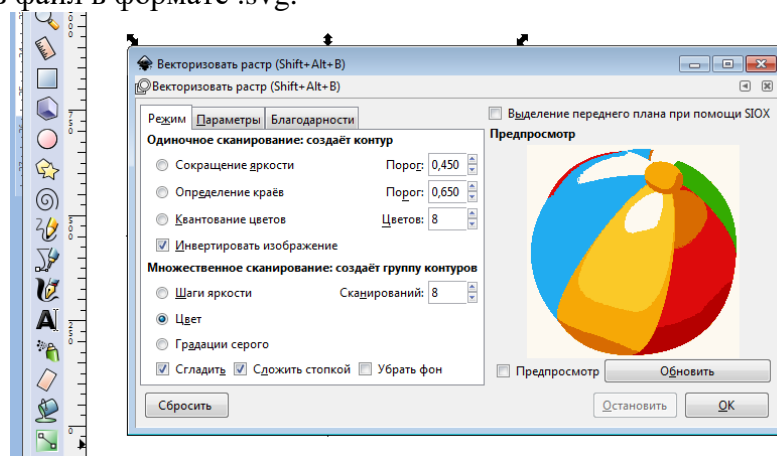 файл в формате .svg.
Векторизовать растр (Shift+Alt+B)
Векторизовать растр (Shift+Alt+B)
Режим Параметры Благодарности
Выделение переднего плана при помощи SIOX
Одиночное сканирование: создаёт контур
Предпросмотр
Сокращение яркости Порог: 0,450
Определение краёв Порог: 0,650
Квантование цветов Цветов: 8
Инвертировать изображение
Множественное сканирование: создаёт группу контуров
Шаги яркости Сканирований: 8
Цвет
Градации серого
Сгладить Сложить стопкой Убрать фон
Предпросмотр Обновить
Сбросить Остановить OK